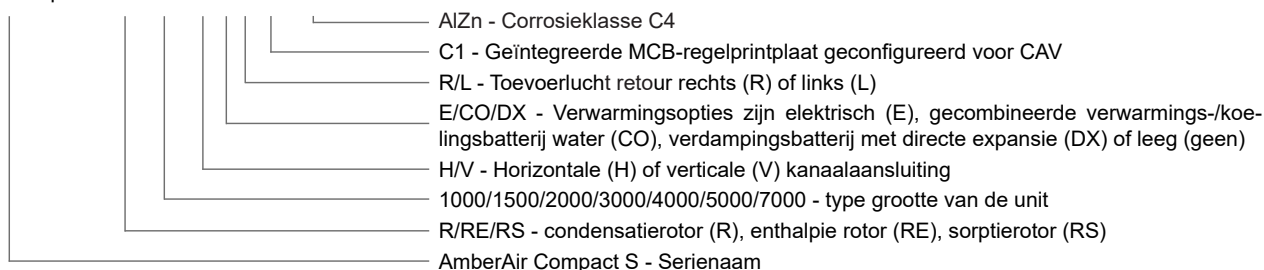 AlZn - Corrosieklasse C4
C1 - Geïntegreerde MCB-regelprintplaat geconfigureerd voor CAV
R/L - Toevoerlucht retour rechts (R) of links (L)
E/CO/DX - Verwarmingsopties zijn elektrisch (E), gecombineerde verwarmings-/koe-
lingsbatterij water (CO), verdampingsbatterij met directe expansie (DX) of leeg (geen)
H/V - Horizontale (H) of verticale (V) kanaalaansluiting
1000/1500/2000/3000/4000/5000/7000 - type grootte van de unit
R/RE/RS - condensatierotor (R), enthalpie rotor (RE), sorptierotor (RS)
AmberAir Compact S - Serienaam